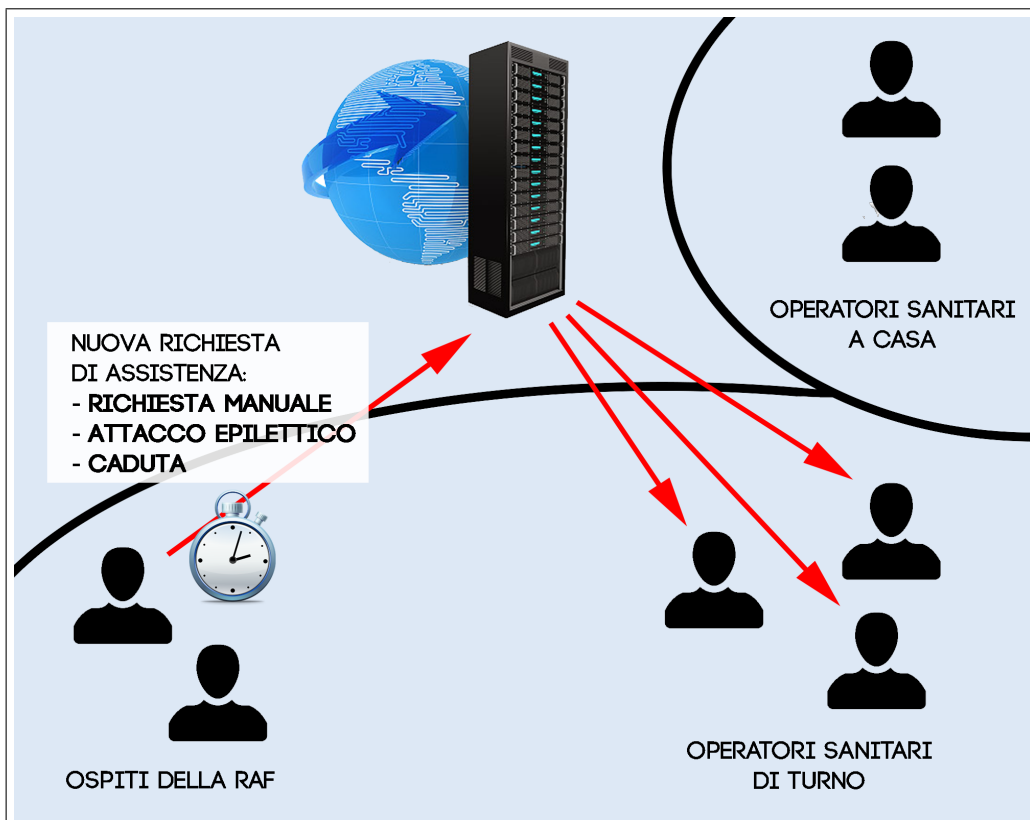 OPERATORI SANITARI
A CASA
NUOVA RICHIESTA
DI ASSISTENZA:
- RICHIESTA MANUALE
- ATTACCO EPILETTICO
- CADUTA
OSPITI DELLA RAF
OPERATORI SANITARI
DI TURNO